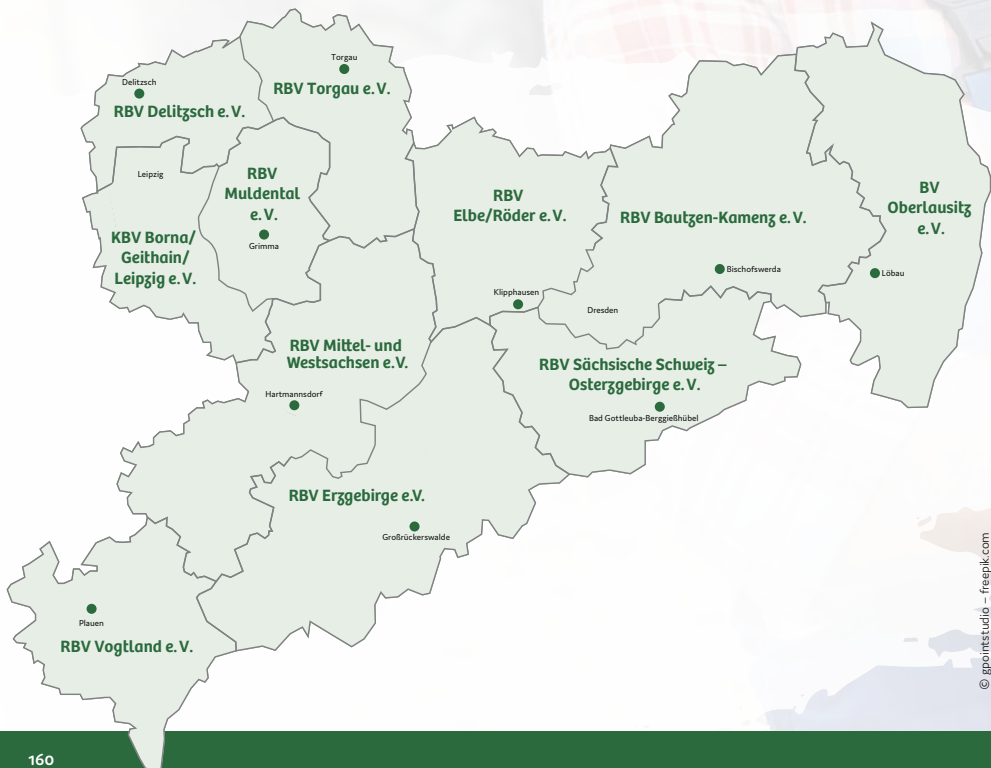 Torgau
RBV Torgau e. V.
Delitzsch
RBV Delitzsch e. V.
Leipzig
RBV
Muldental
e. V.
Grimma
KBV Borna/
Geithain/
Leipzig e. V.
RBV
Elbe/Röder e. V.
Klipphausen
RBV Bautzen-Kamenz e. V.
Bischofswerda
BV
Oberlausitz
e. V.
Löbau
Dresden
RBV Mittel- und
Westsachsen e.V.
Hartmannsdorf
RBV Sächsische Schweiz –
Osterzgebirge e. V.
Bad Gottleuba-Berggießhübel
RBV Erzgebirge e.V.
Großrückerswalde
Plauen
RBV Vogtland e. V.
© gpointstudio – freepik.com
160